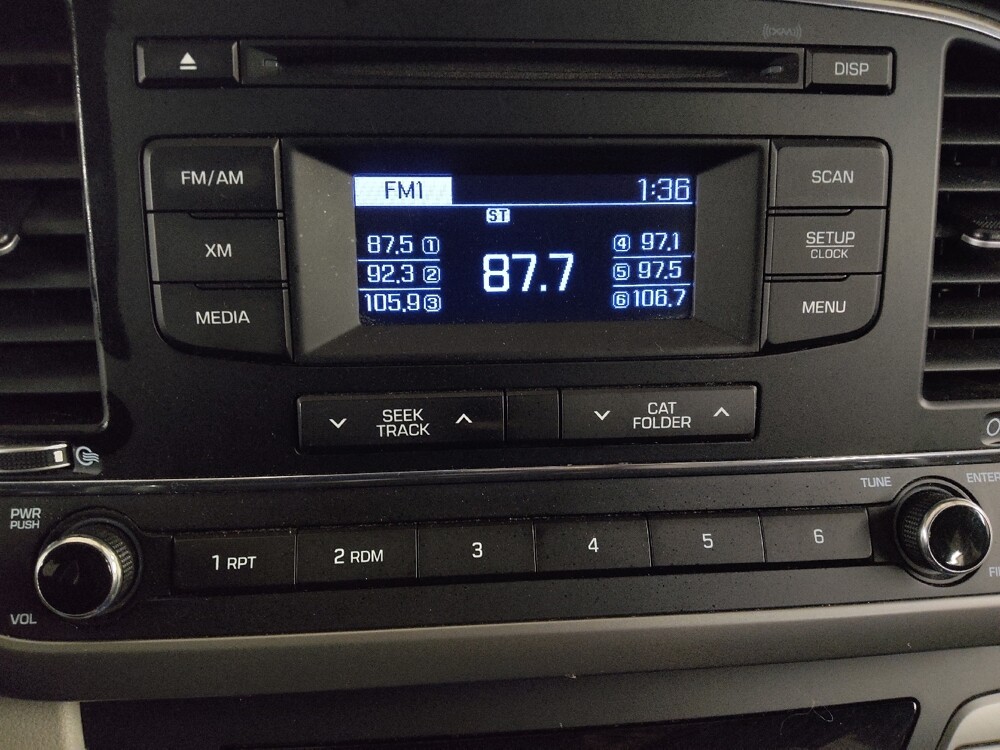 DISP
FM/AM
XM
MEDIA
FM1 1:36
ST
87.5 1
92.3 2
105.9 3
87.7
4 97.1
5 97.5
6 106.7
SCAN
SETUP
CLOCK
MENU
SEEK
TRACK
CAT
FOLDER
TUNE
ENTER
PWR
PUSH
VOL
1 RPT
2 RDM
3
4
5
6